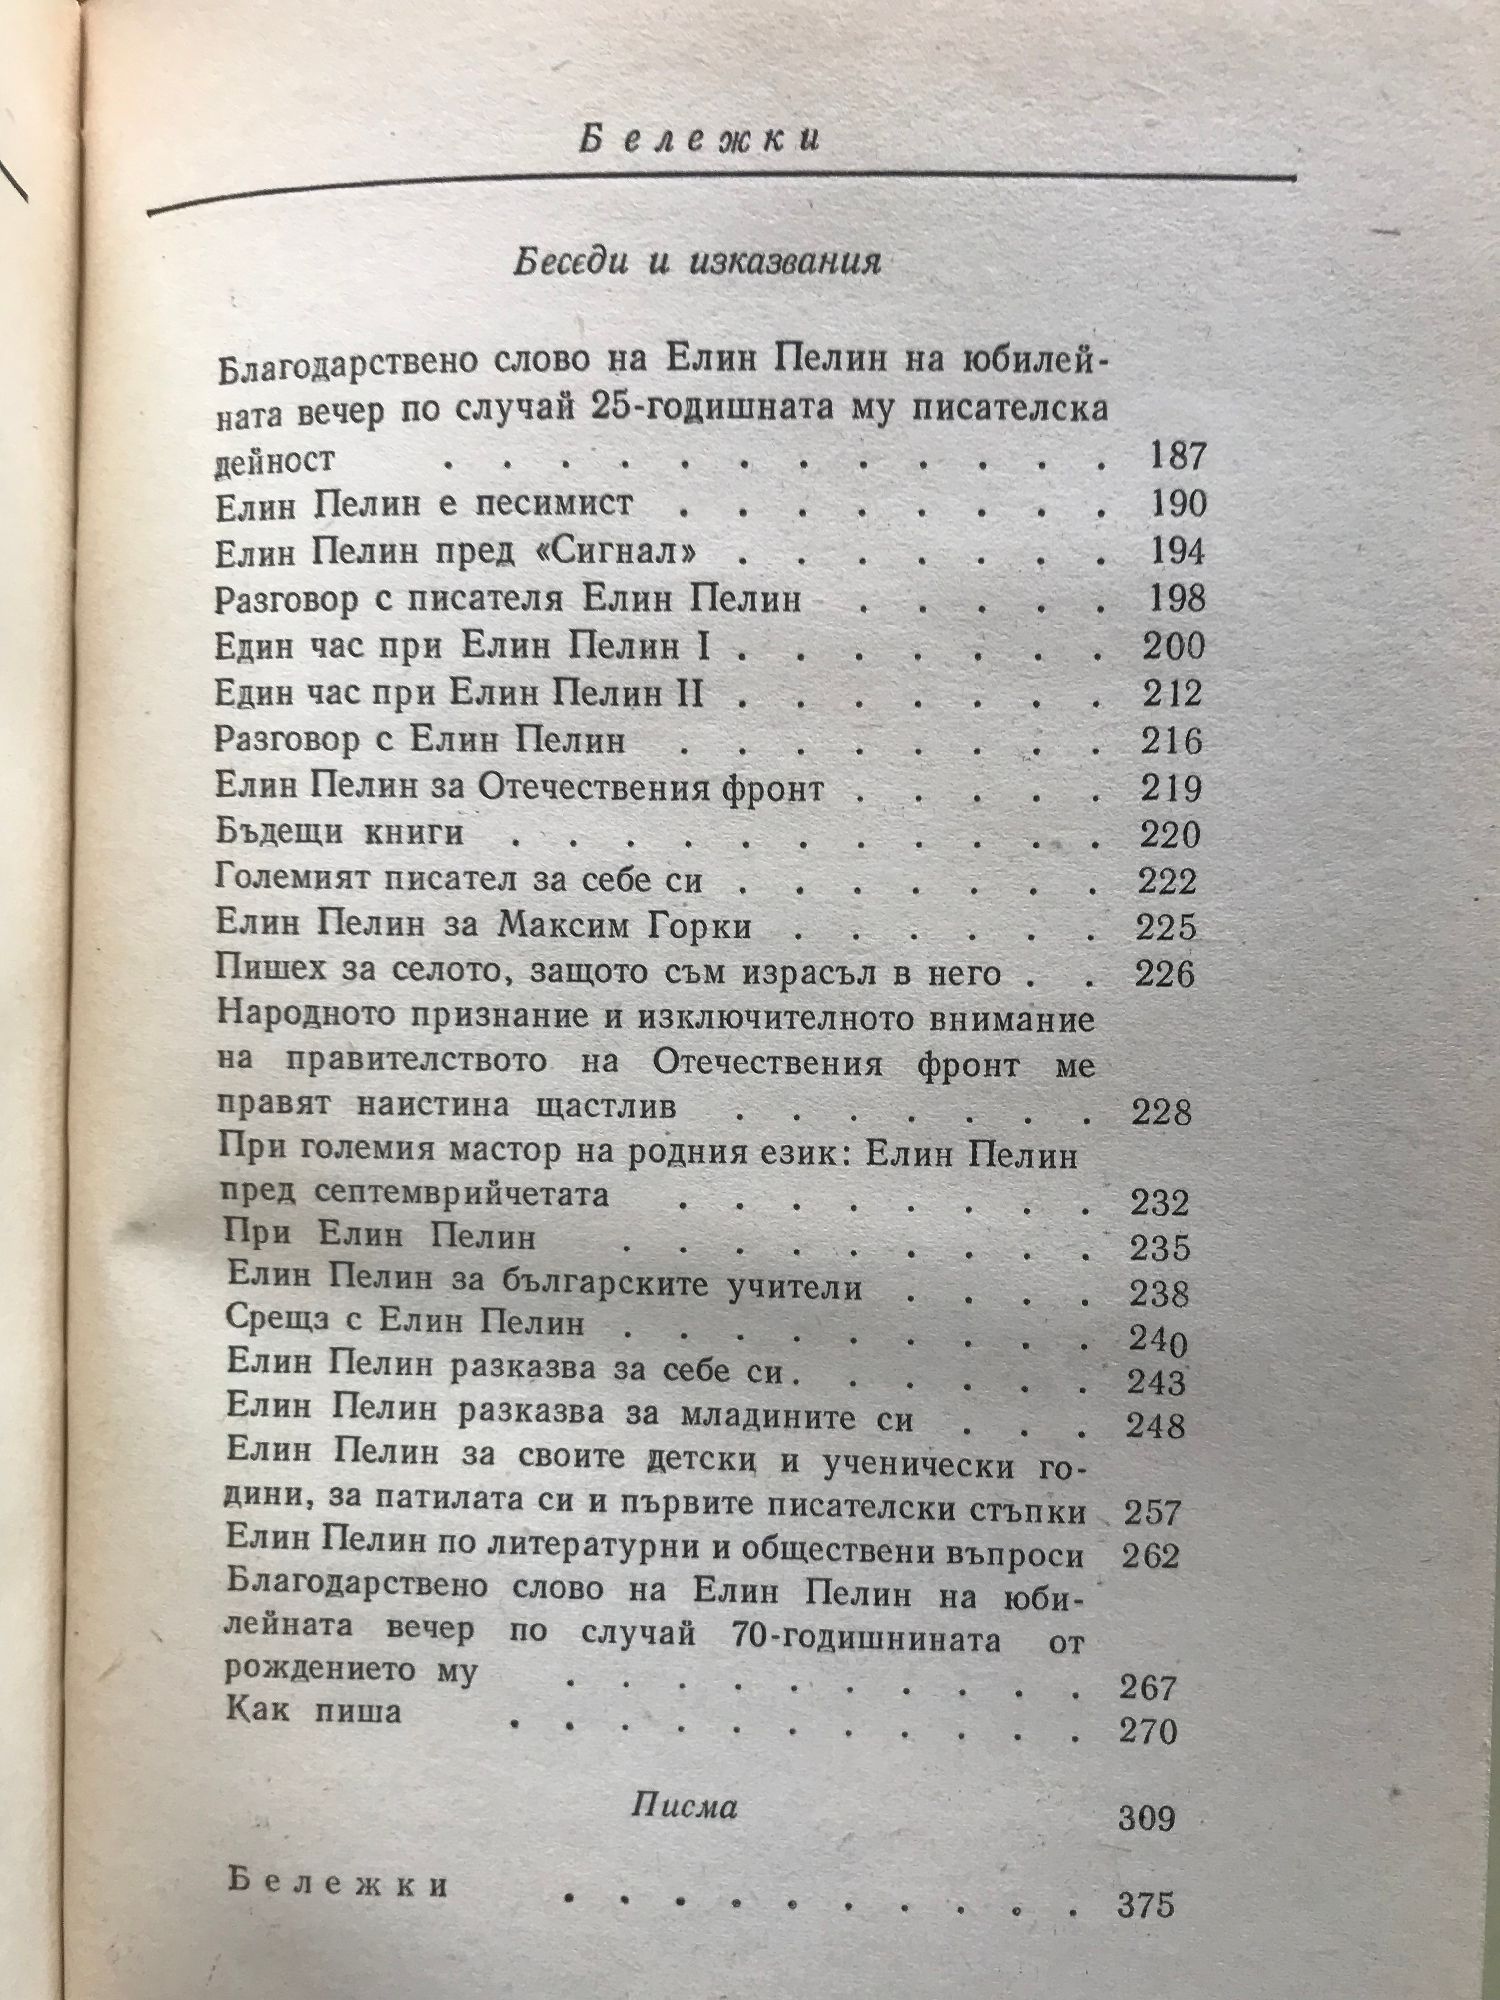 Бележки
Беседи и изказвания
Благодарствено слово на Елин Пелин на юбилей-
ната вечер по случай 25-годишната му писателска
дейност . . . . . . . . . . . . 187
Елин Пелин е песимист . . . . . . . . 190
Елин Пелин пред «Сигнал» . . . . . . . 194
Разговор с писателя Елин Пелин . . . . . 198
Един час при Елин Пелин I . . . . . . . 200
Един час при Елин Пелин II . . . . . . . 212
Разговор с Елин Пелин . . . . . . . . 216
Елин Пелин за Отечествения фронт . . . . . 219
Бъдещи книги . . . . . . . . . . . 220
Големият писател за себе си . . . . . . . 222
Елин Пелин за Максим Горки . . . . . . 225
Пишех за селото, защото съм израсъл в него . . 226
Народното признание и изключителното внимание
на правителството на Отечествения фронт ме
правят наистина щастлив . . . . . . . 228
При големия мастор на родния език: Елин Пелин
пред септемврийчетата . . . . . . . . 232
При Елин Пелин . . . . . . . . . 235
Елин Пелин за българските учители . . . . 238
Среща с Елин Пелин . . . . . . . . . 240
Елин Пелин разказва за себе си . . . . . . 243
Елин Пелин разказва за младините си . . . 248
Елин Пелин за своите детски и ученически го-
дини, за патилата си и първите писателски стъпки 257
Елин Пелин по литературни и обществени въпроси 262
Благодарствено слово на Елин Пелин на юби-
лейната вечер по случай 70-годишнината от
рождението му . . . . . . . . . . 267
Как пиша . . . . . . . . . . . 270
Писма 309
Бележки . . . . . . . . . . 375